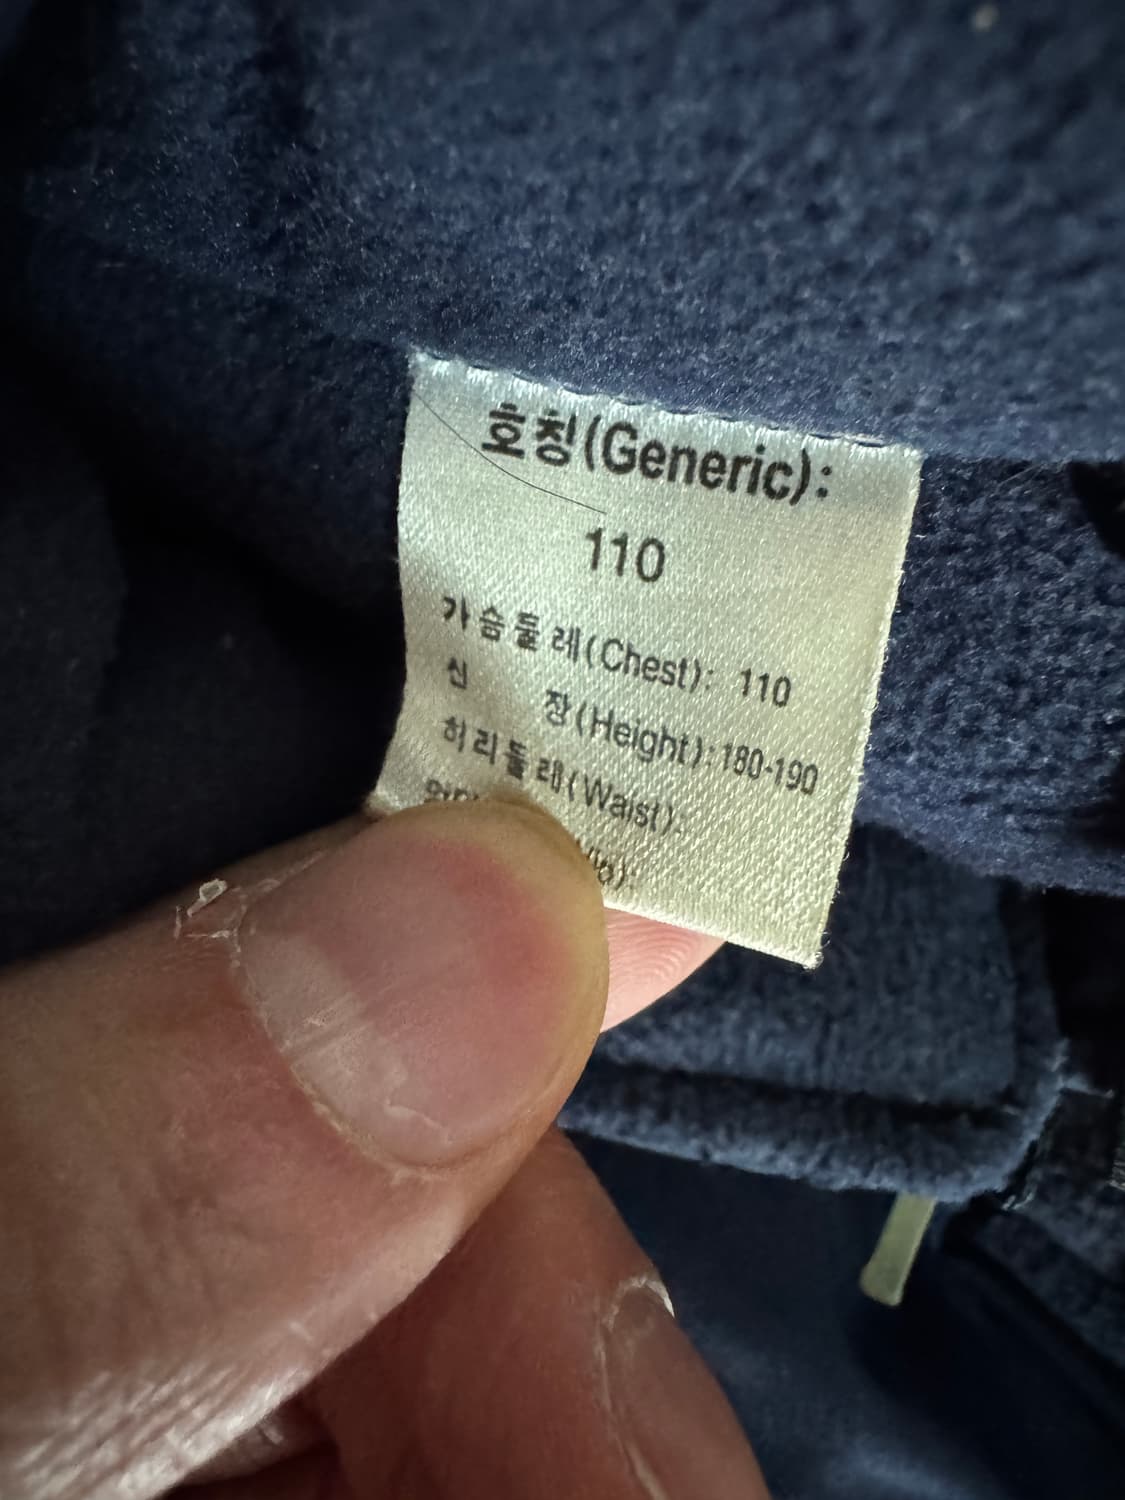 호칭(Generic):
110
가슴둘레(Chest): 110
신 장(Height):180-190
허리둘레(Waist):